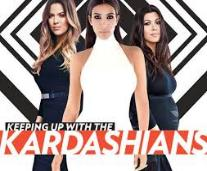 KEEPING UP WITH THE
KARDASHIANS